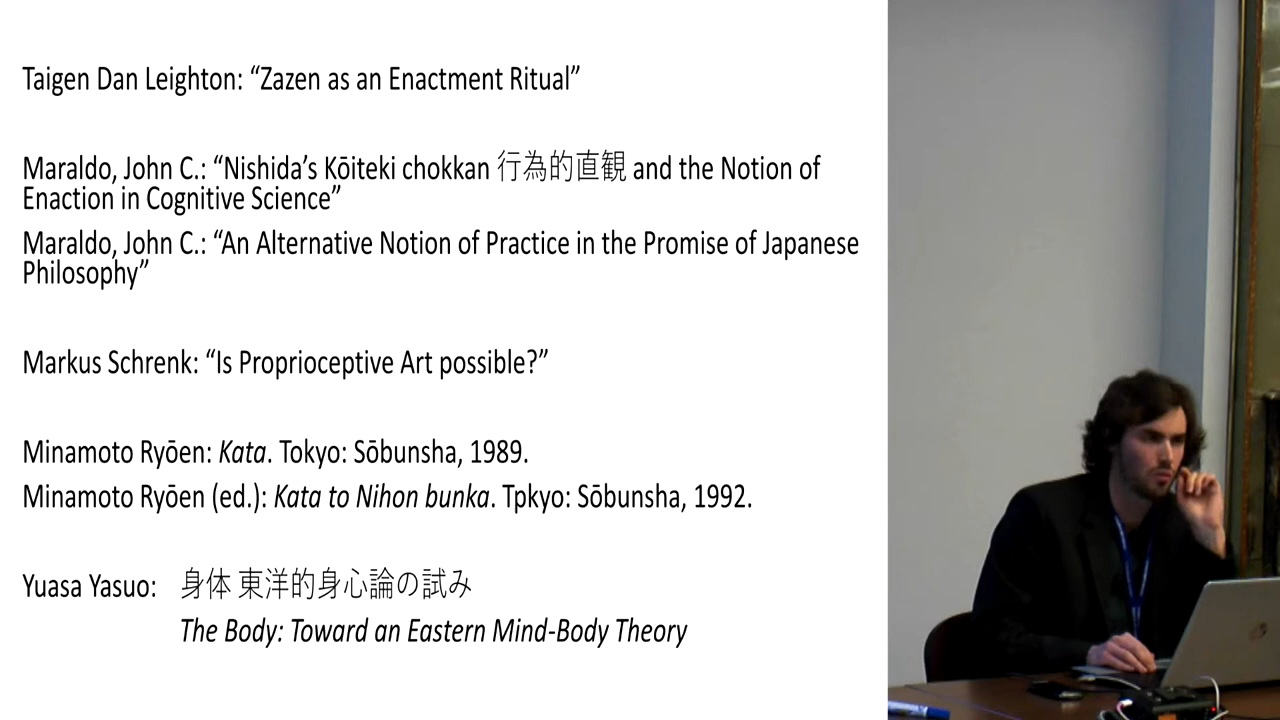 Taigen Dan Leighton: “Zazen as an Enactment Ritual”
Maraldo, John C.: “Nishida’s Kōiteki chokkan 行為的直観 and the Notion of
Enaction in Cognitive Science”
Maraldo, John C.: “An Alternative Notion of Practice in the Promise of Japanese
Philosophy”
Markus Schrenk: “Is Proprioceptive Art possible?”
Minamoto Ryōen: Kata. Tokyo: Sōbunsha, 1989.
Minamoto Ryōen (ed.): Kata to Nihon bunka. Tpkyo: Sōbunsha, 1992.
Yuasa Yasuo: 身体 東洋的身心論の試み
The Body: Toward an Eastern Mind-Body Theory